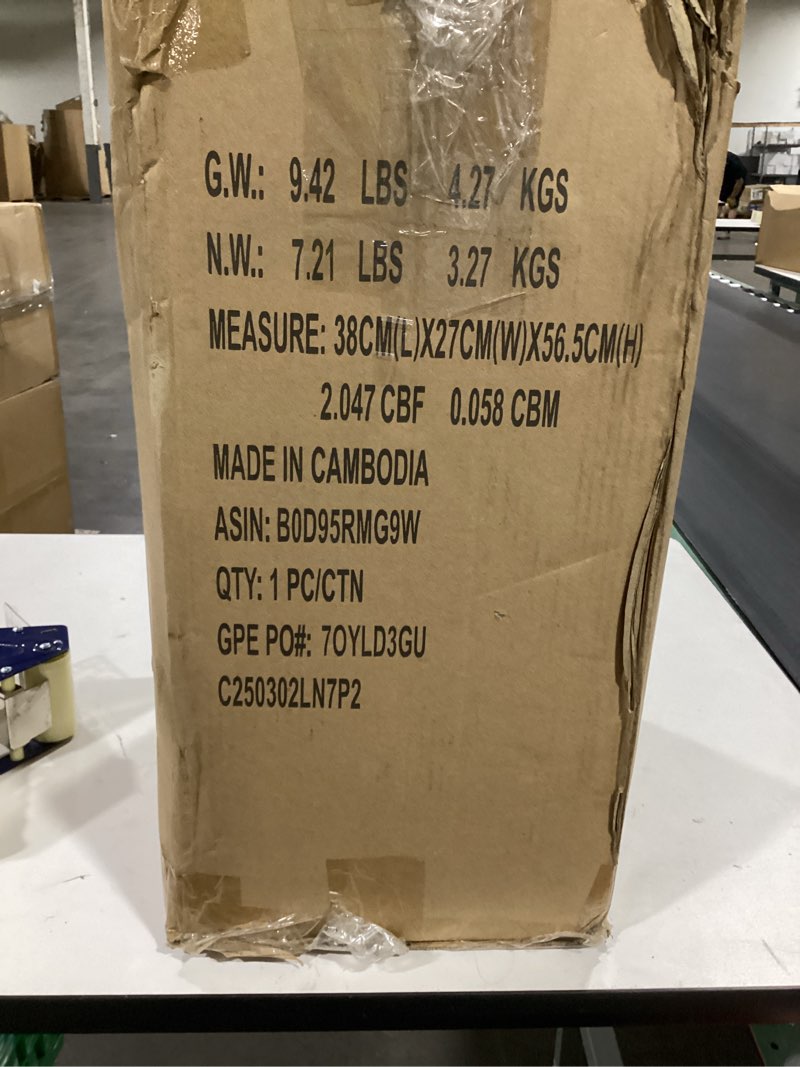 G.W.: 9.42 LBS 4.27 KGS
N.W.: 7.21 LBS 3.27 KGS
MEASURE: 38CM(L)X27CM(W)X56.5CM(H)
2.047 CBF 0.058 CBM
MADE IN CAMBODIA
ASIN: B0D95RMG9W
QTY: 1 PC/CTN
GPE PO#: 7OYLD3GU
C250302LN7P2